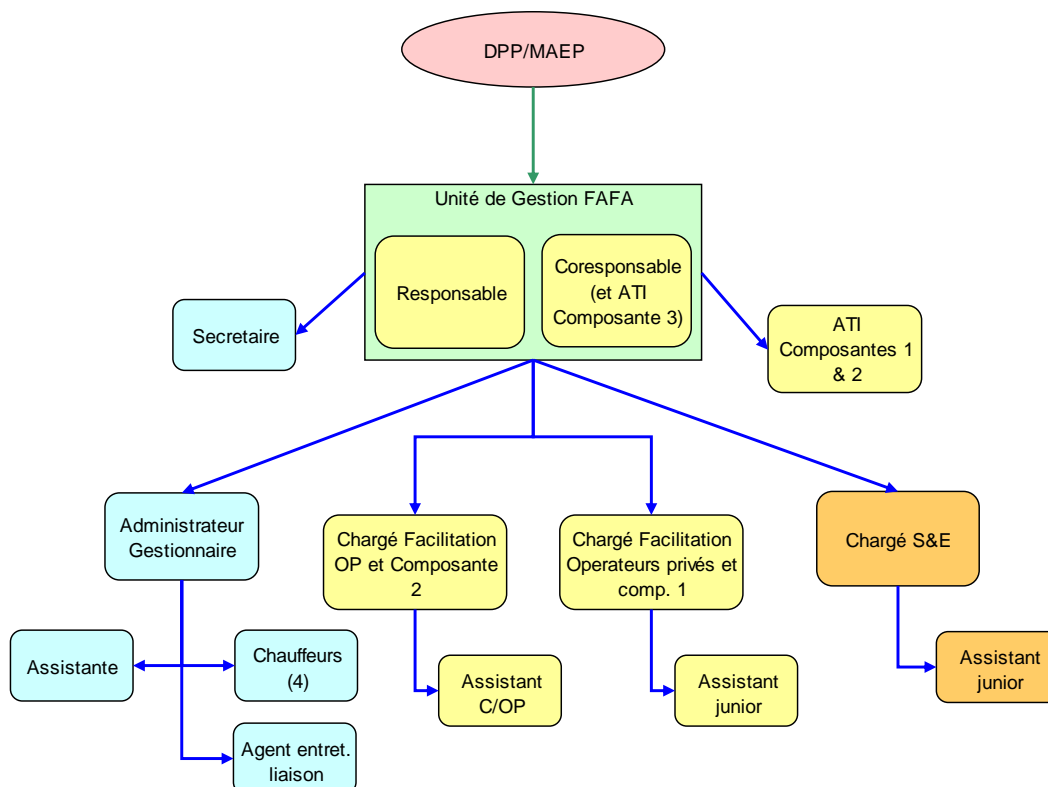 DPP/MAEP
Unité de Gestion FAFA
Responsable
Coresponsable
(et ATI
Composante 3)
Secretaire
ATI
Composantes 1
& 2
Administrateur
Gestionnaire
Chargé Facilitation
OP et Composante
2
Chargé Facilitation
Operateurs privés et
comp. 1
Chargé S&E
Assistante
Chauffeurs
(4)
Assistant
C/OP
Assistant
junior
Assistant
junior
Agent entret.
liaison